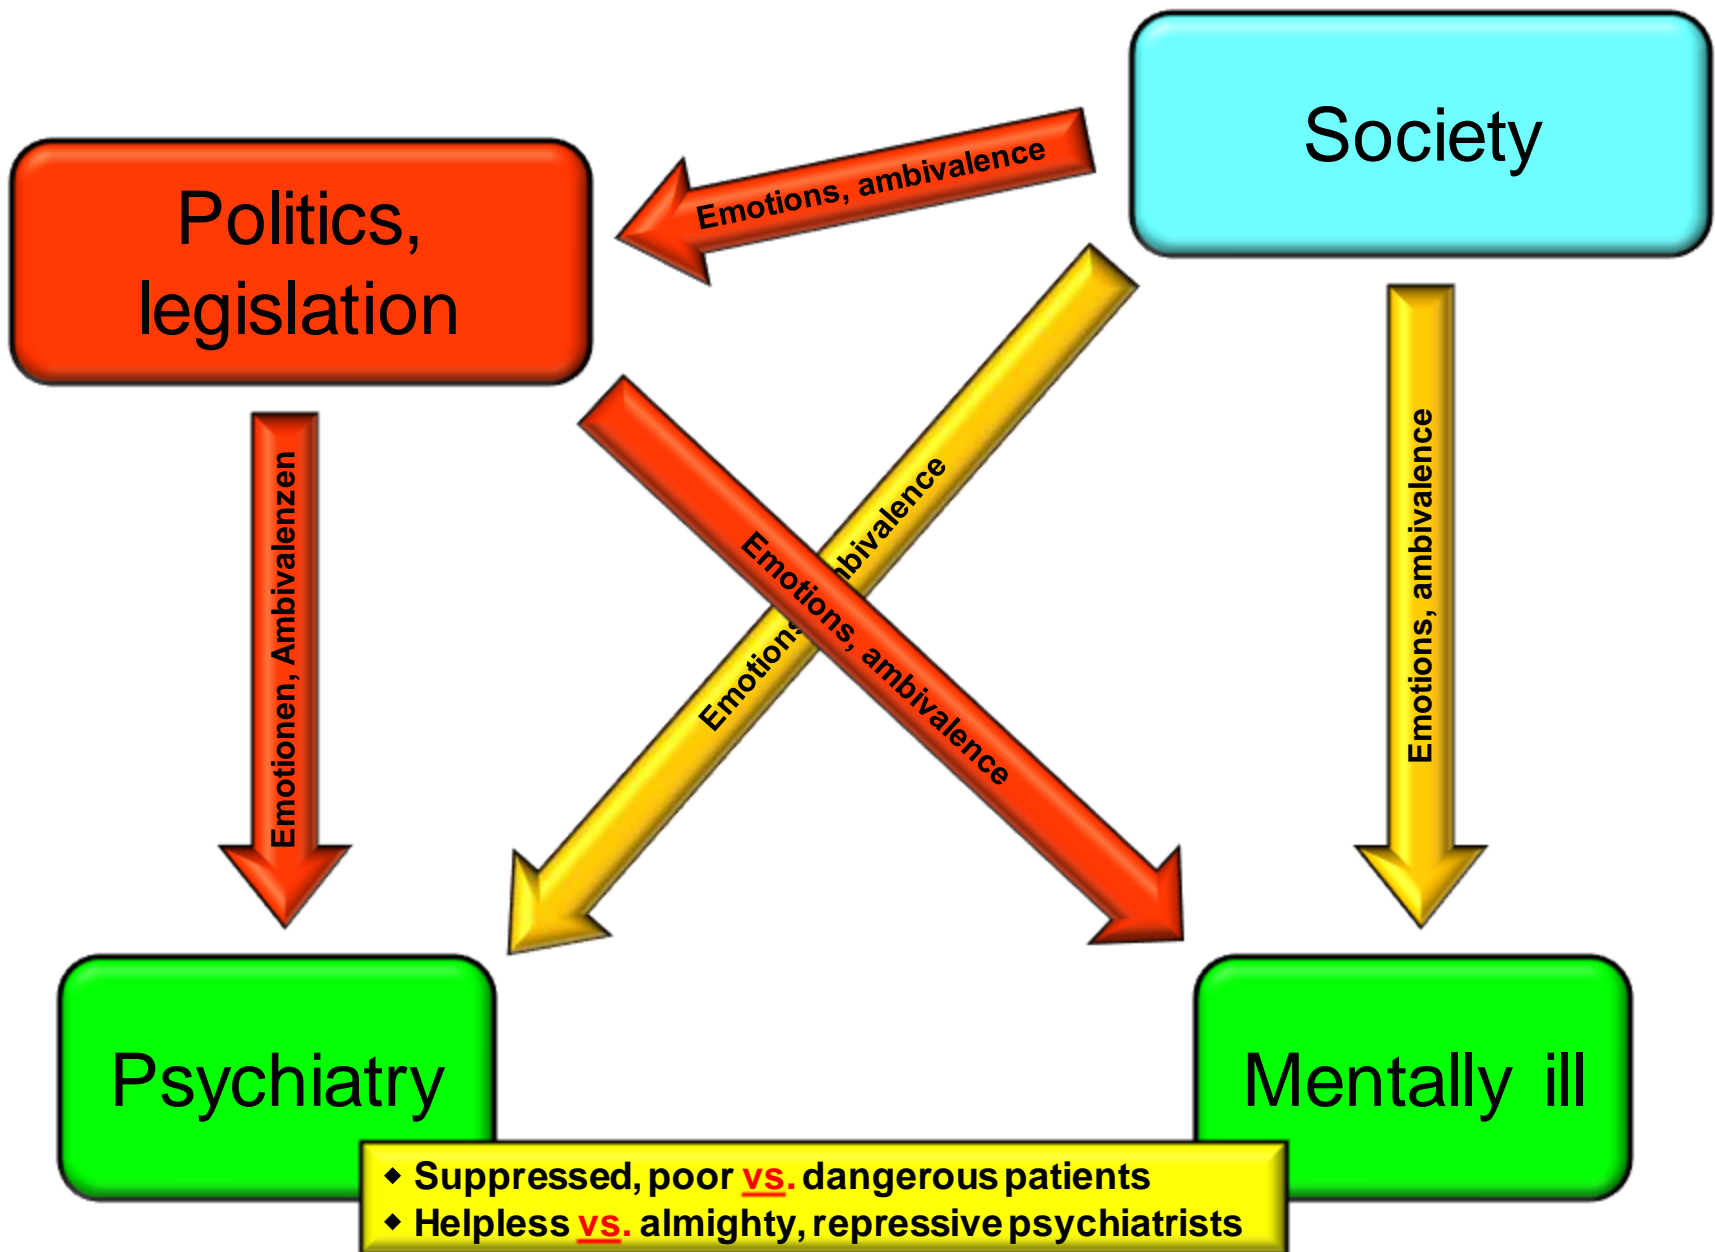 Society
Politics,
legislation
Emotions, ambivalence
Emotionen, Ambivalenzen
Emotions, ambivalence
Emotions
Emotions, ambivalence
Psychiatry
Mentally ill
◆ Suppressed, poor vs. dangerous patients
◆ Helpless vs. almighty, repressive psychiatrists